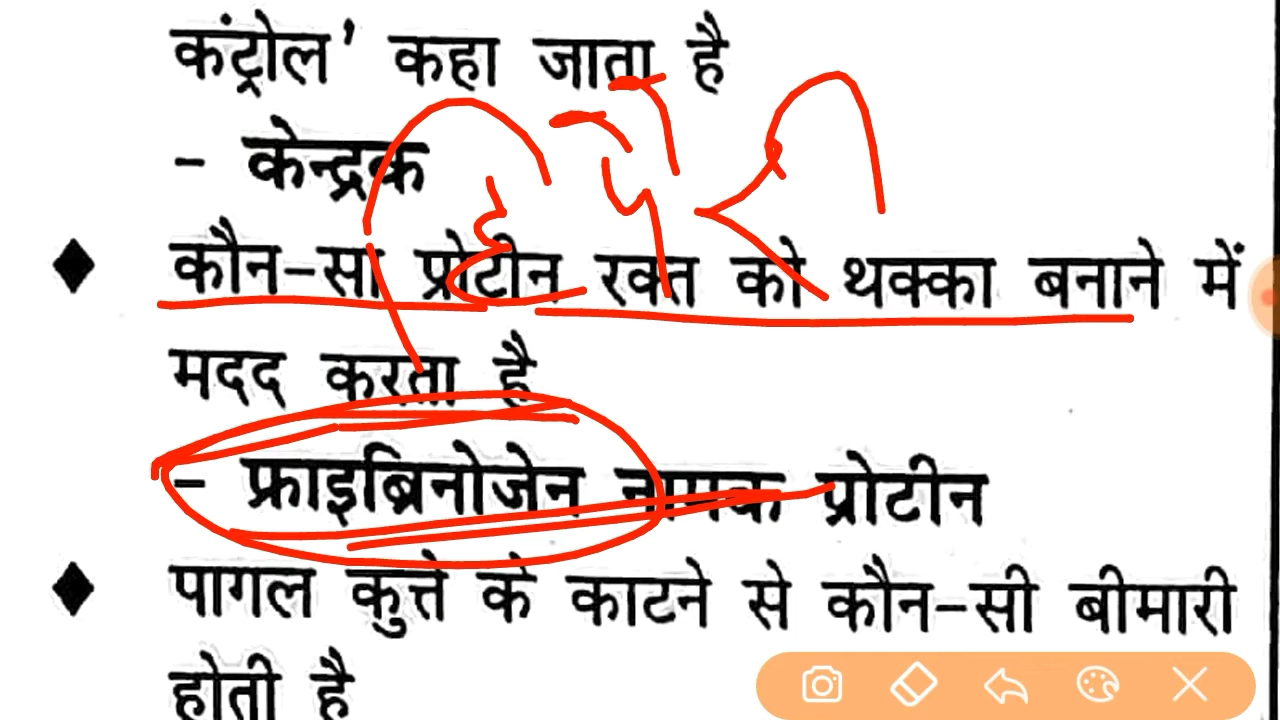 कंट्रोल' कहा जाता है
- केन्द्रक
♦ कौन-सा प्रोटीन रक्त को थक्का बनाने में
मदद करता है
- फ्राइब्रिनोजेन नामक प्रोटीन
♦ पागल कुत्ते के काटने से कौन-सी बीमारी
होती है